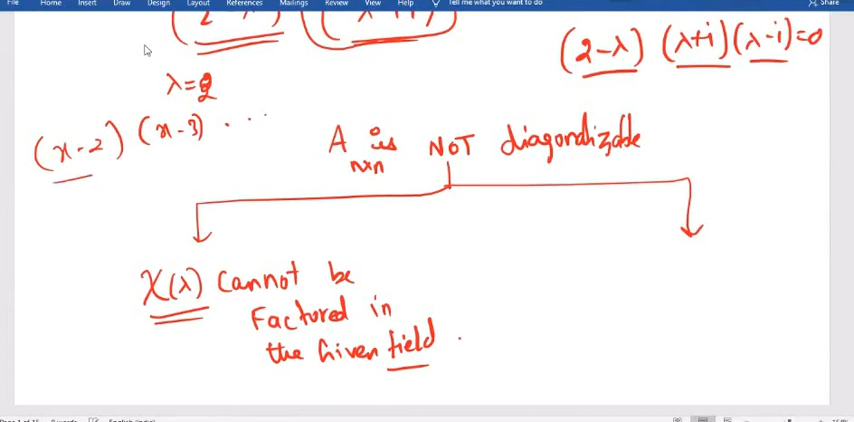 File Home Insert Draw Design Layout References Mailings Review View Help Tell me what you want to do Share
(2-λ)(λ+i)(λ-i)=0
λ=2
(x-2)(x-3)...
A is NOT diagonalizable
n×n
χ(λ) Cannot be
Factored in
the Given field.